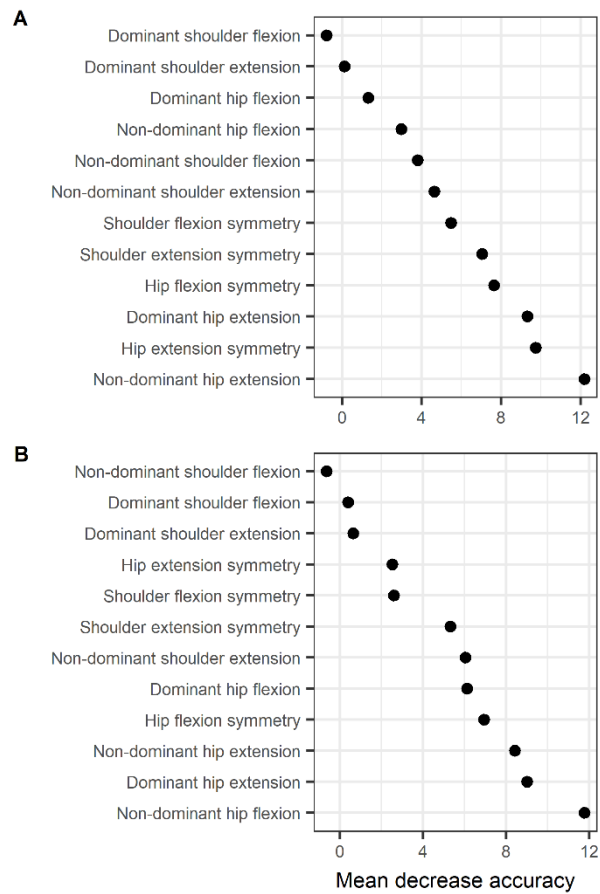 A
Dominant shoulder flexion
Dominant shoulder extension
Dominant hip flexion
Non-dominant hip flexion
Non-dominant shoulder flexion
Non-dominant shoulder extension
Shoulder flexion symmetry
Shoulder extension symmetry
Hip flexion symmetry
Dominant hip extension
Hip extension symmetry
Non-dominant hip extension
0 4 8 12
B
Non-dominant shoulder flexion
Dominant shoulder flexion
Dominant shoulder extension
Hip extension symmetry
Shoulder flexion symmetry
Shoulder extension symmetry
Non-dominant shoulder extension
Dominant hip flexion
Hip flexion symmetry
Non-dominant hip extension
Dominant hip extension
Non-dominant hip flexion
0 4 8 12
Mean decrease accuracy